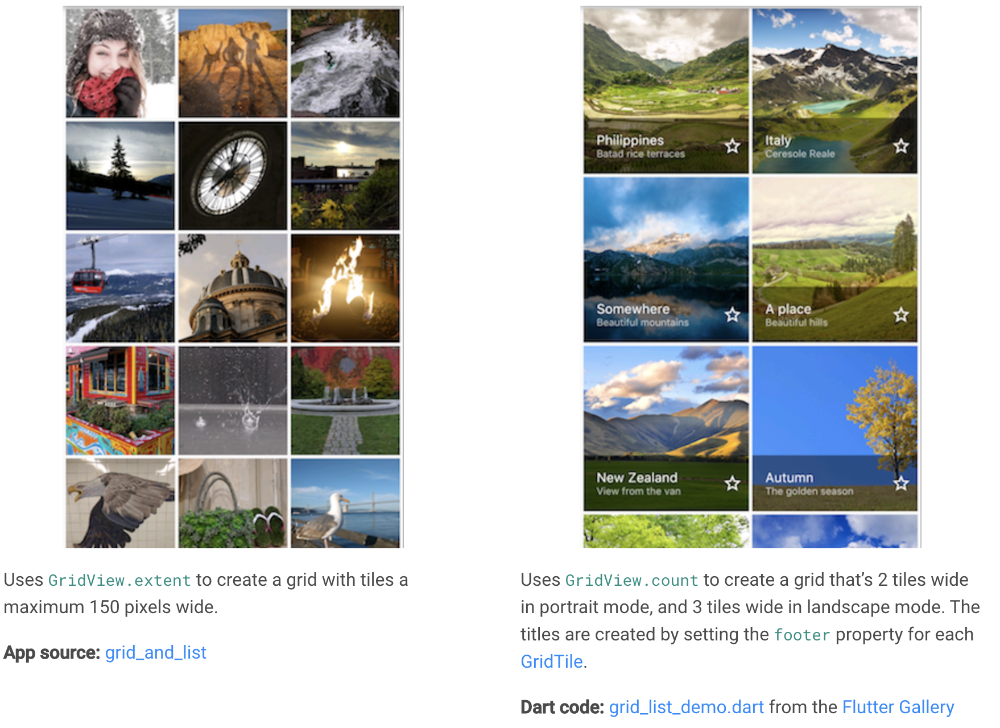 Philippines
Batad rice terraces
Italy
Ceresole Reale
Somewhere
Beautiful mountains
A place
Beautiful hills
New Zealand
View from the van
Autumn
The golden season
Uses GridView.extent to create a grid with tiles a
maximum 150 pixels wide.
App source: grid_and_list
Uses GridView.count to create a grid that’s 2 tiles wide
in portrait mode, and 3 tiles wide in landscape mode. The
titles are created by setting the footer property for each
GridTile.
Dart code: grid_list_demo.dart from the Flutter Gallery